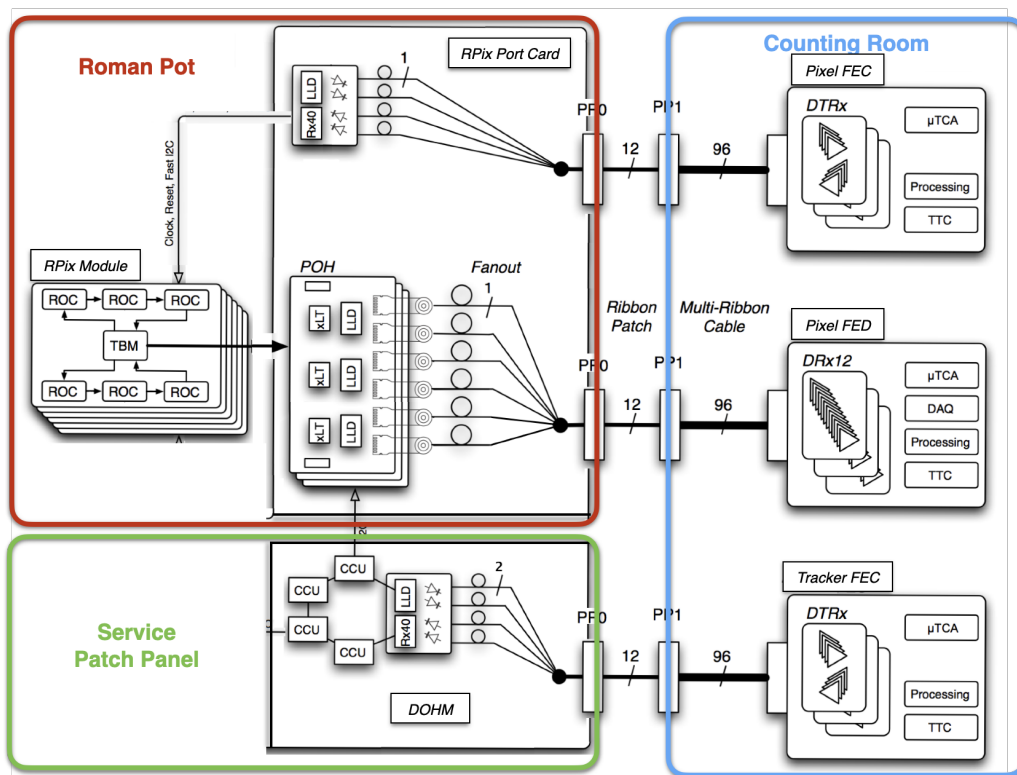 Roman Pot
RPix Port Card
Counting Room
Pixel FEC
LLD
Rx40
1
PP0
PP1
12
96
DTRx
µTCA
Processing
TTC
Clock, Reset, Fast I2C
RPix Module
ROC
ROC
ROC
TBM
ROC
ROC
ROC
POH
Fanout
1
xLT
LLD
xLT
LLD
xLT
LLD
Ribbon
Patch
Multi-Ribbon
Cable
PP0
PP1
12
96
Pixel FED
DRx12
µTCA
DAQ
Processing
TTC
Service
Patch Panel
CCU
CCU
CCU
CCU
LLD
Rx40
2
DOHM
PP0
PP1
12
96
Tracker FEC
DTRx
µTCA
Processing
TTC